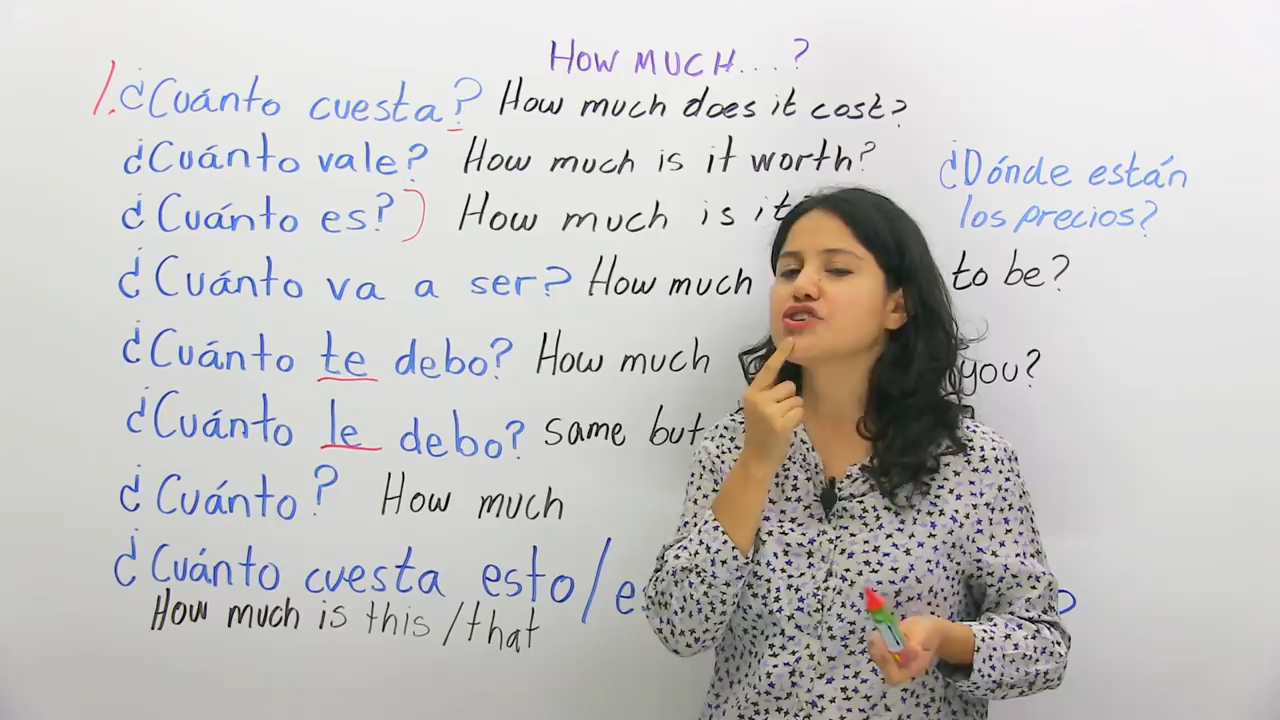 HOW MUCH...?
1. ¿Cuánto cuesta? How much does it cost?
¿Cuánto vale? How much is it worth?
¿Dónde están
los precios?
¿Cuánto es?) How much is it?
¿Cuánto va a ser? How much to be?
¿Cuánto te debo? How much you?
¿Cuánto le debo? same but
¿Cuánto? How much
¿Cuánto cuesta esto/
How much is this/that